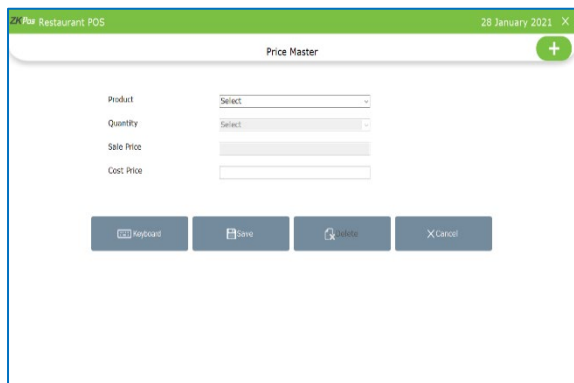 ZKPos Restaurant POS 28 January 2021 X
Price Master
+
Product Select
Quantity Select
Sale Price
Cost Price
Keyboard Save Delete Cancel